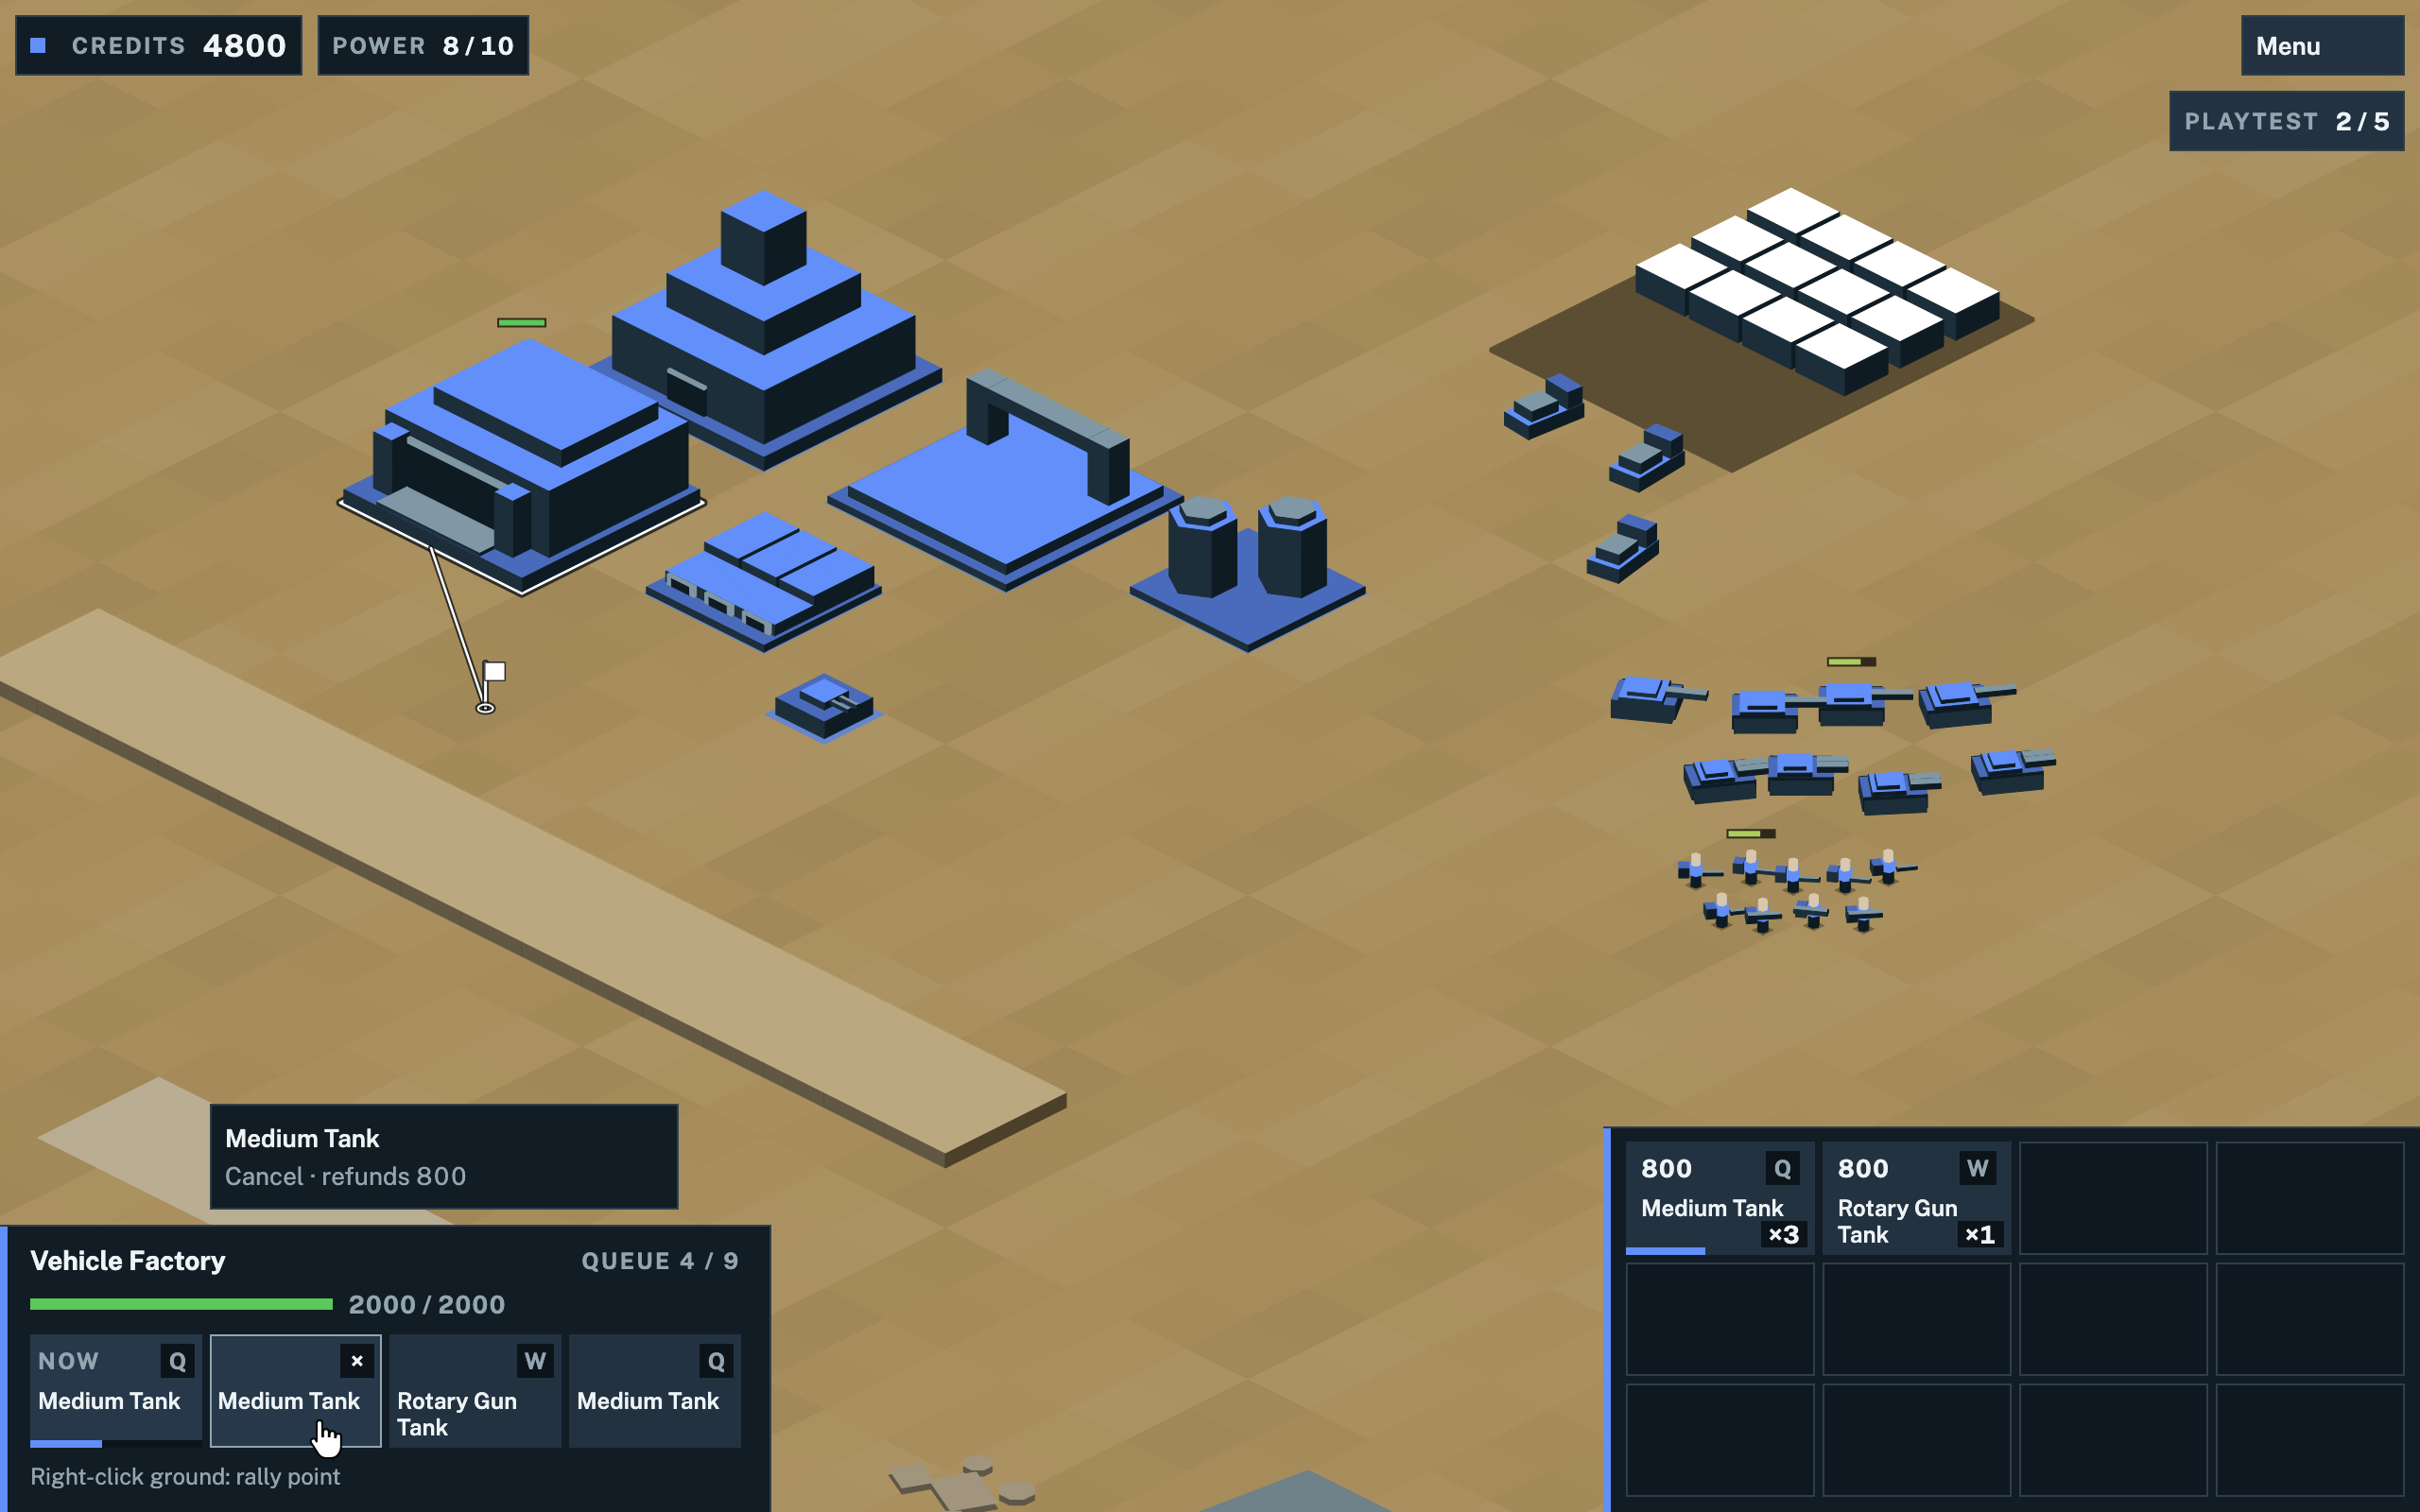 CREDITS 4800
POWER 8/10
Menu
PLAYTEST 2/5
Medium Tank
Cancel · refunds 800
Vehicle Factory
QUEUE 4 / 9
2000/2000
NOW Q
Medium Tank
×
Medium Tank
W
Rotary Gun
Tank
Q
Medium Tank
Right-click ground: rally point
800 Q
Medium Tank
×3
800 W
Rotary Gun
Tank ×1